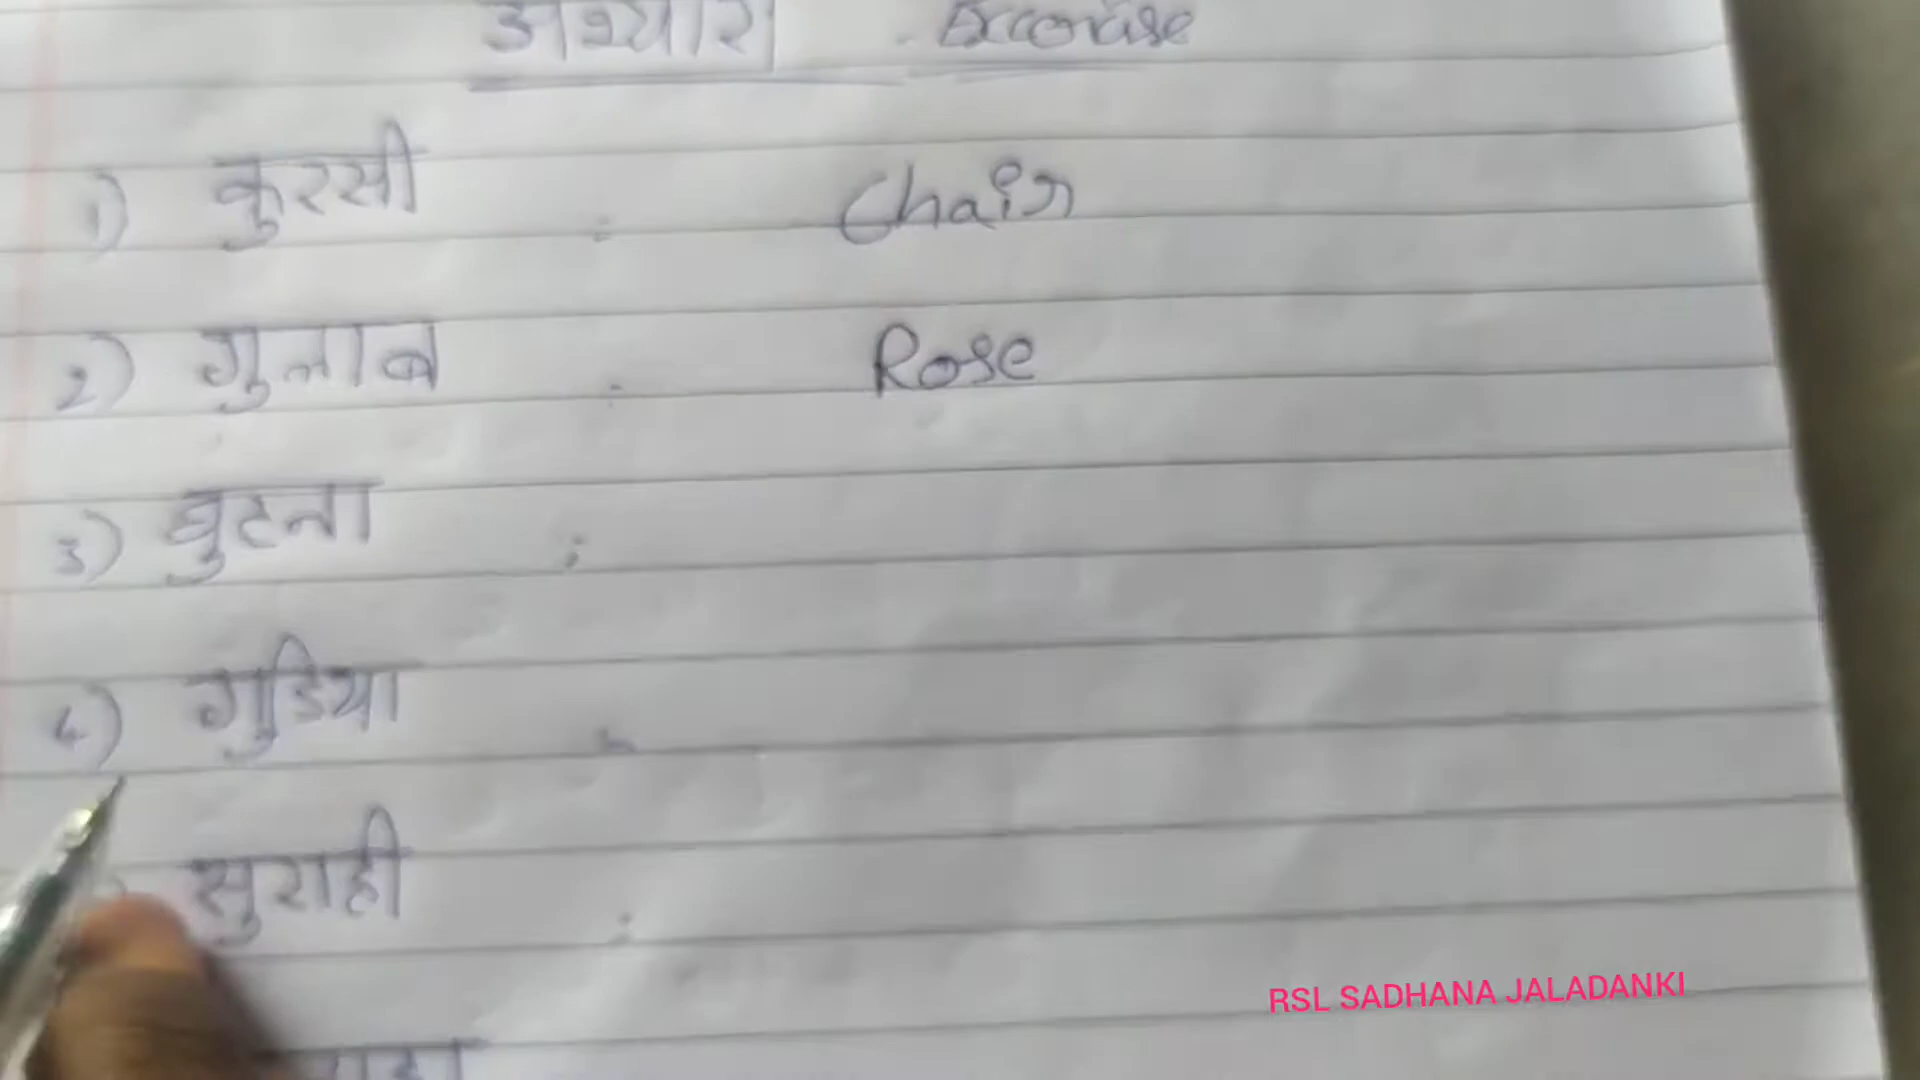 अभ्यास - Exercise
1) कुरसी : Chair
2) गुलाब . Rose
3) घुटना :
4) गुडिया
सुराही :
RSL SADHANA JALADANKI